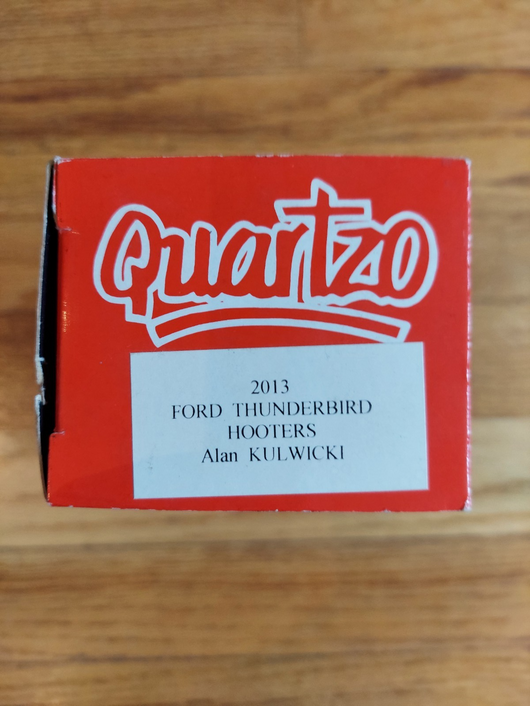 Quartzo
2013
FORD THUNDERBIRD
HOOTERS
Alan KULWICKI